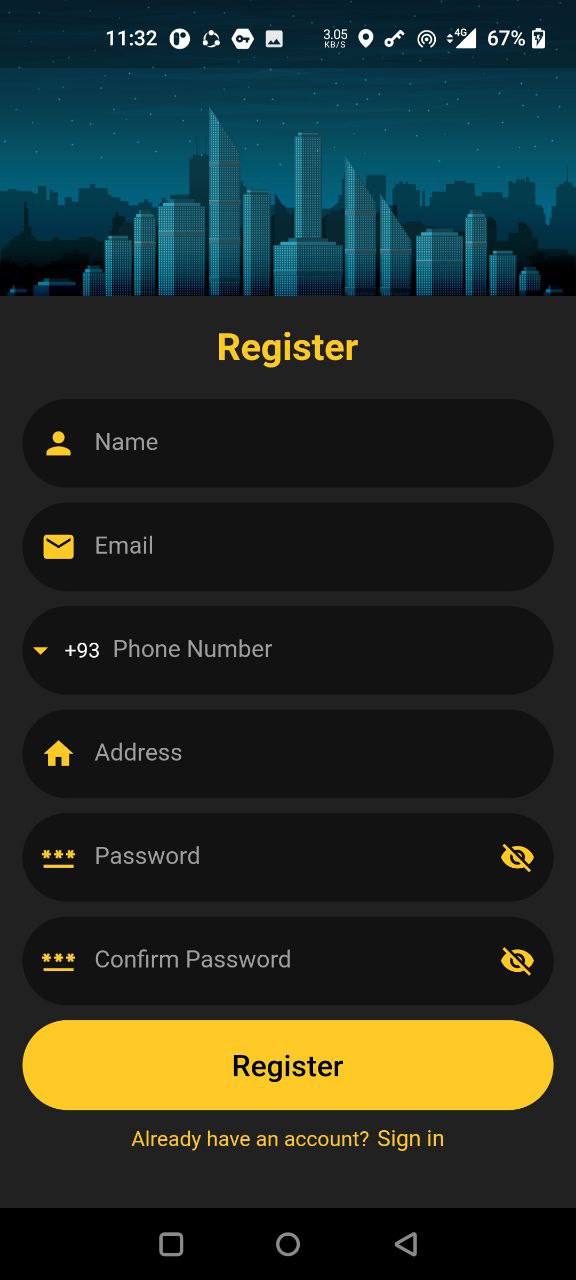 11:32 3.05 KB/S 4G 67%
Register
Name
Email
+93 Phone Number
Address
*** Password
*** Confirm Password
Register
Already have an account? Sign in